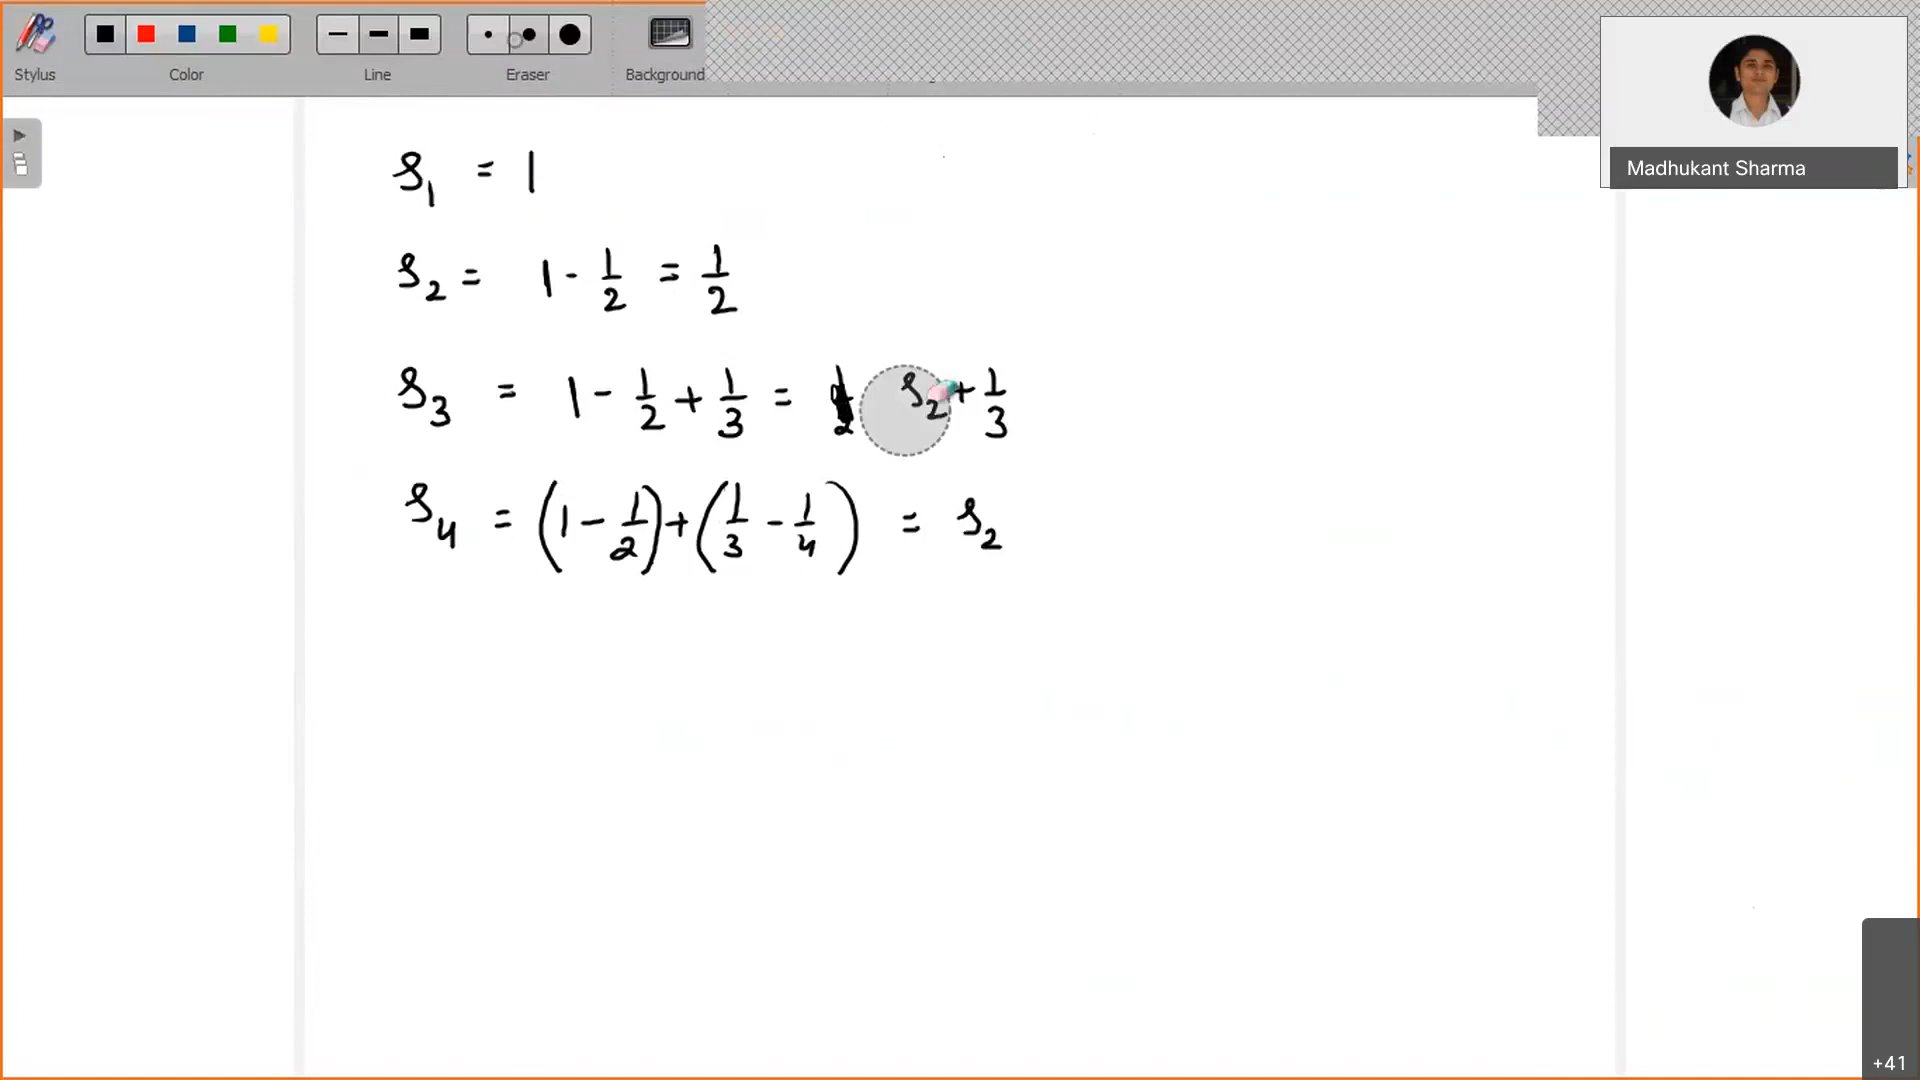 Stylus Color Line Eraser Background
Madhukant Sharma
S₁ = 1
S₂ = 1 - 1/2 = 1/2
S₃ = 1 - 1/2 + 1/3 = S₂ + 1/3
S₄ = (1 - 1/2) + (1/3 - 1/4) = S₂
+41